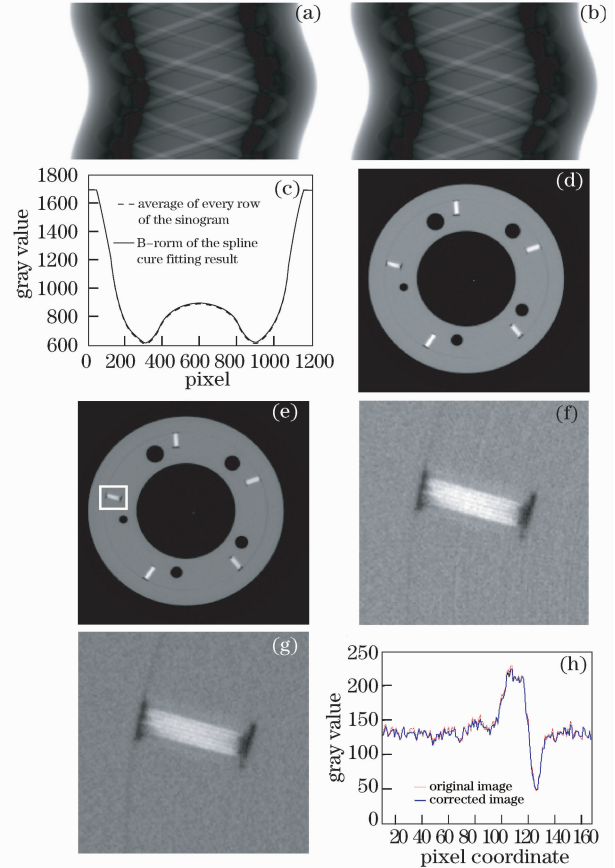 (a)
(b)
(c)
gray value
1800
1600
1400
1200
1000
800
600
average of every row
of the sinogram
B-rorm of the spline
cure fitting result
0 200 400 600 800 1000 1200
pixel
(d)
(e)
(f)
(g)
(h)
gray value
250
200
150
100
50
0
original image
corrected image
20 40 60 80 100 120 140 160
pixel coordinate